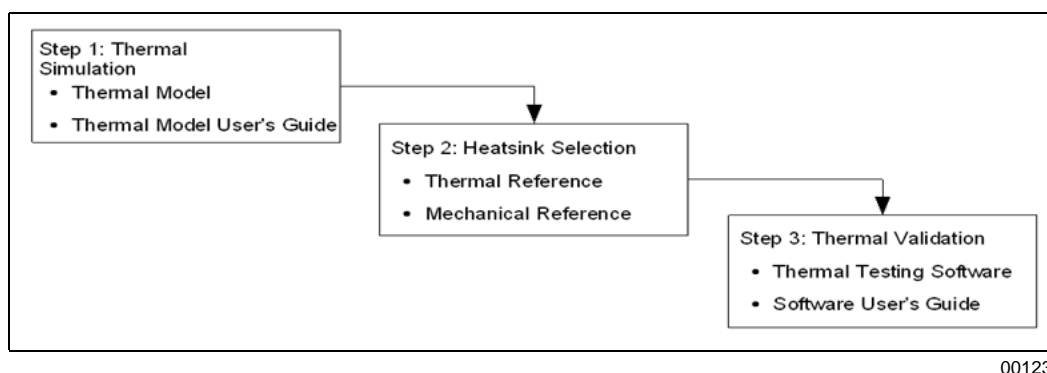 Step 1: Thermal
Simulation
• Thermal Model
• Thermal Model User's Guide
Step 2: Heatsink Selection
• Thermal Reference
• Mechanical Reference
Step 3: Thermal Validation
• Thermal Testing Software
• Software User's Guide
00123